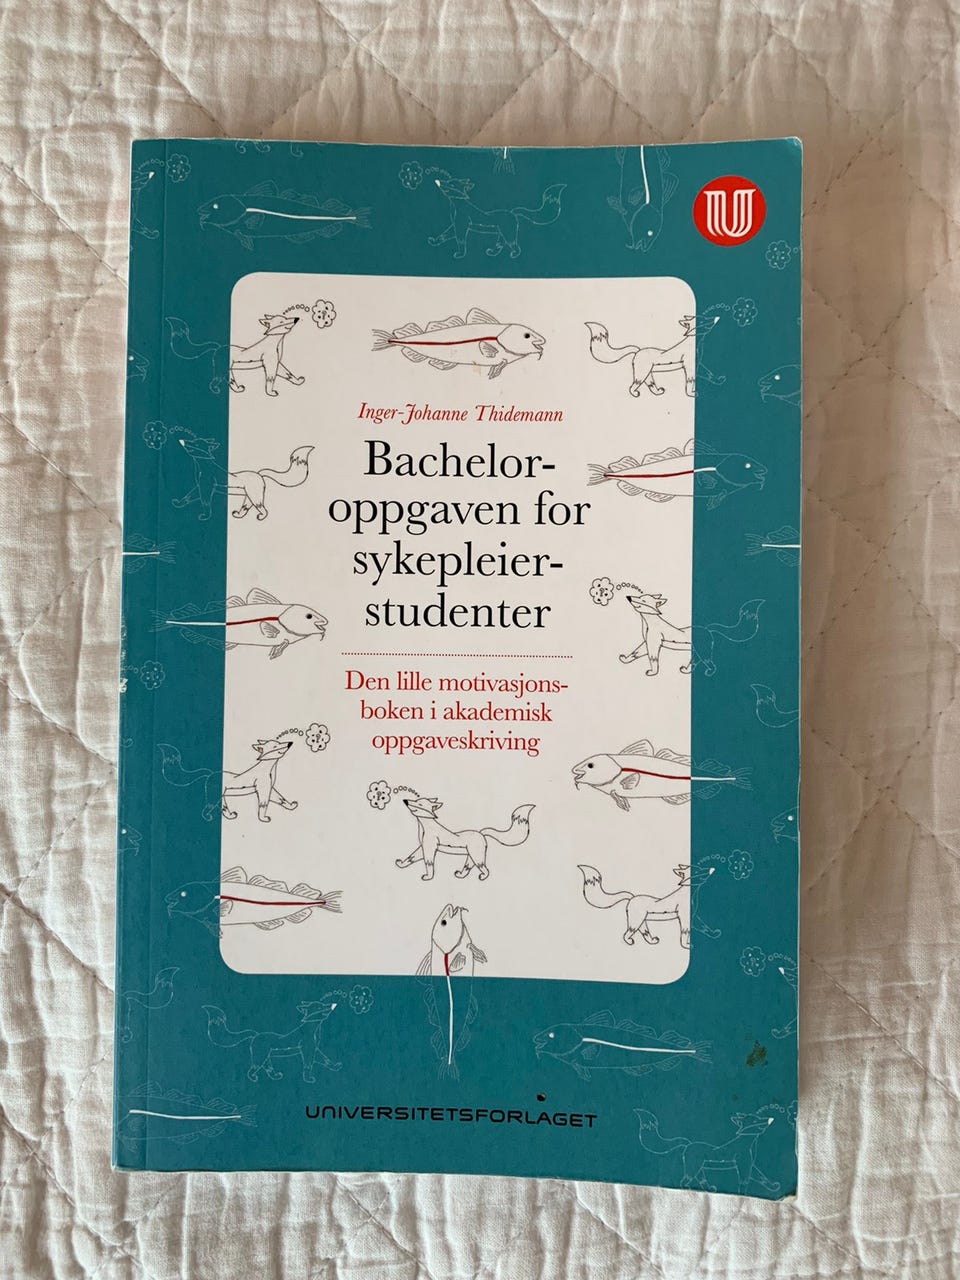 U
Inger-Johanne Thidemann
Bachelor-
oppgaven for
sykepleier-
studenter
Den lille motivasjons-
boken i akademisk
oppgaveskriving
UNIVERSITETSFORLAGET